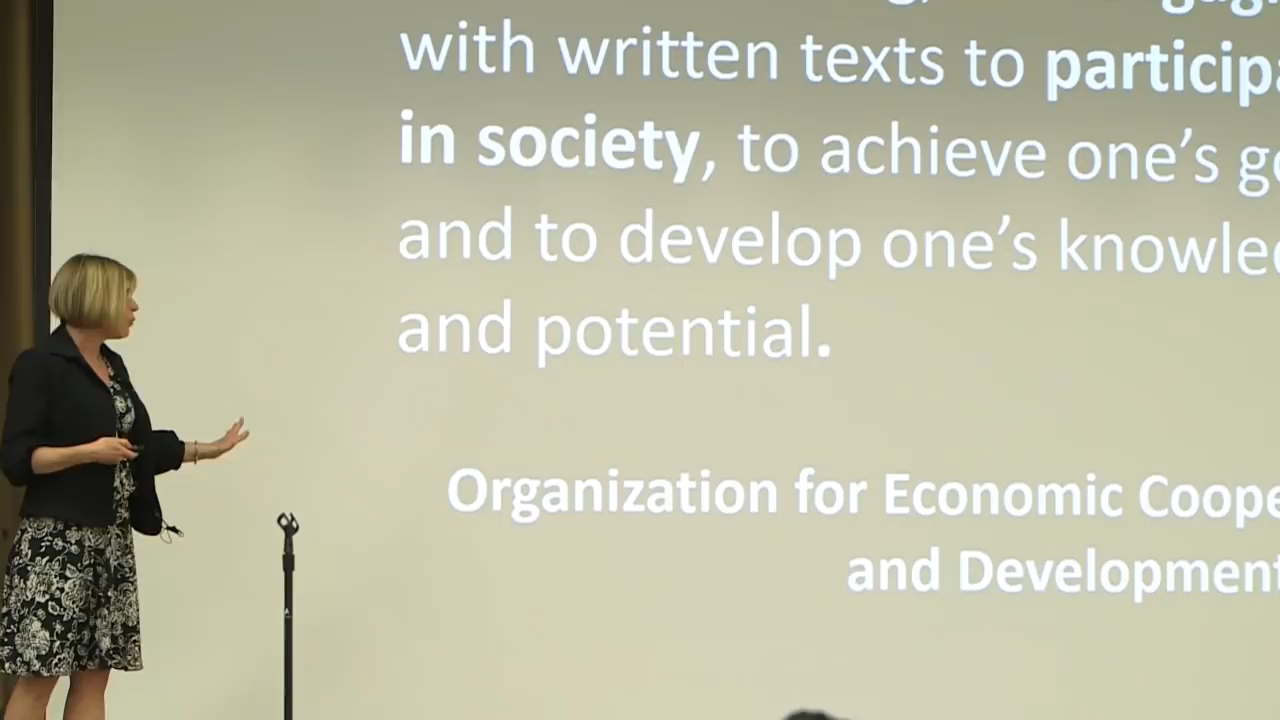 with written texts to particip
in society, to achieve one’s
and to develop one’s knowle
and potential.
Organization for Economic Coope
and Development